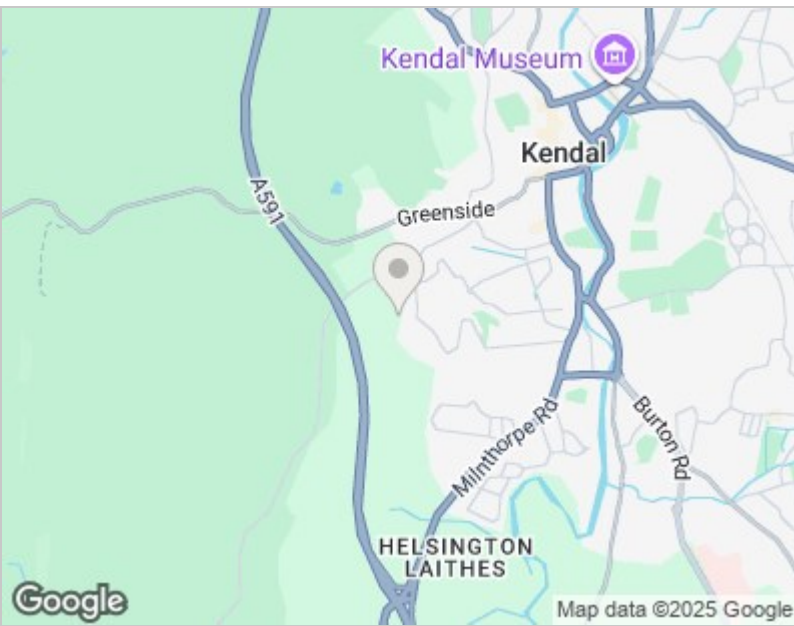 Kendal Museum
Kendal
A591
Greenside
Milnthorpe Rd
Burton Rd
HELSINGTON
LAITHES
Google
Map data ©2025 Google